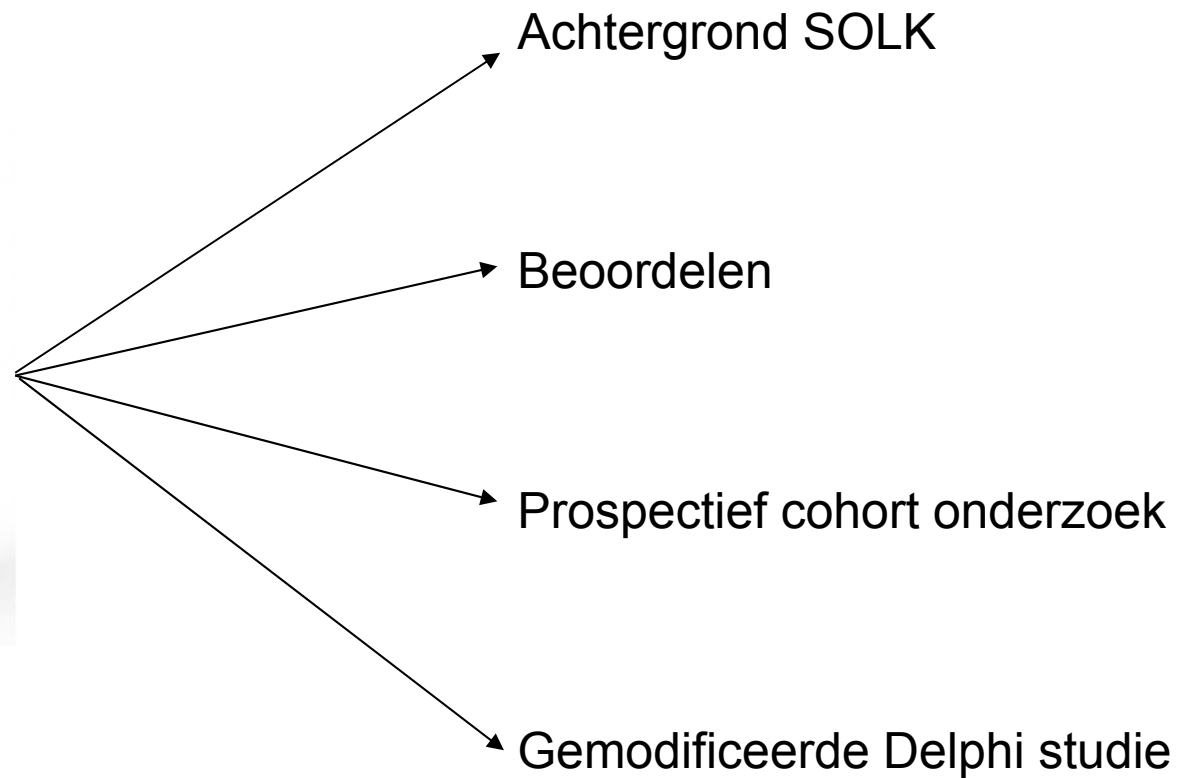 Achtergrond SOLK
Beoordelen
Prospectief cohort onderzoek
Gemodificeerde Delphi studie